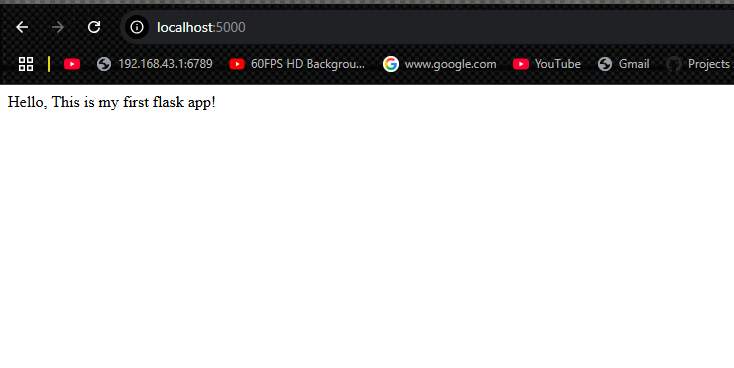 localhost:5000
192.168.43.1:6789 60FPS HD Backgrou... www.google.com YouTube Gmail Projects
Hello, This is my first flask app!